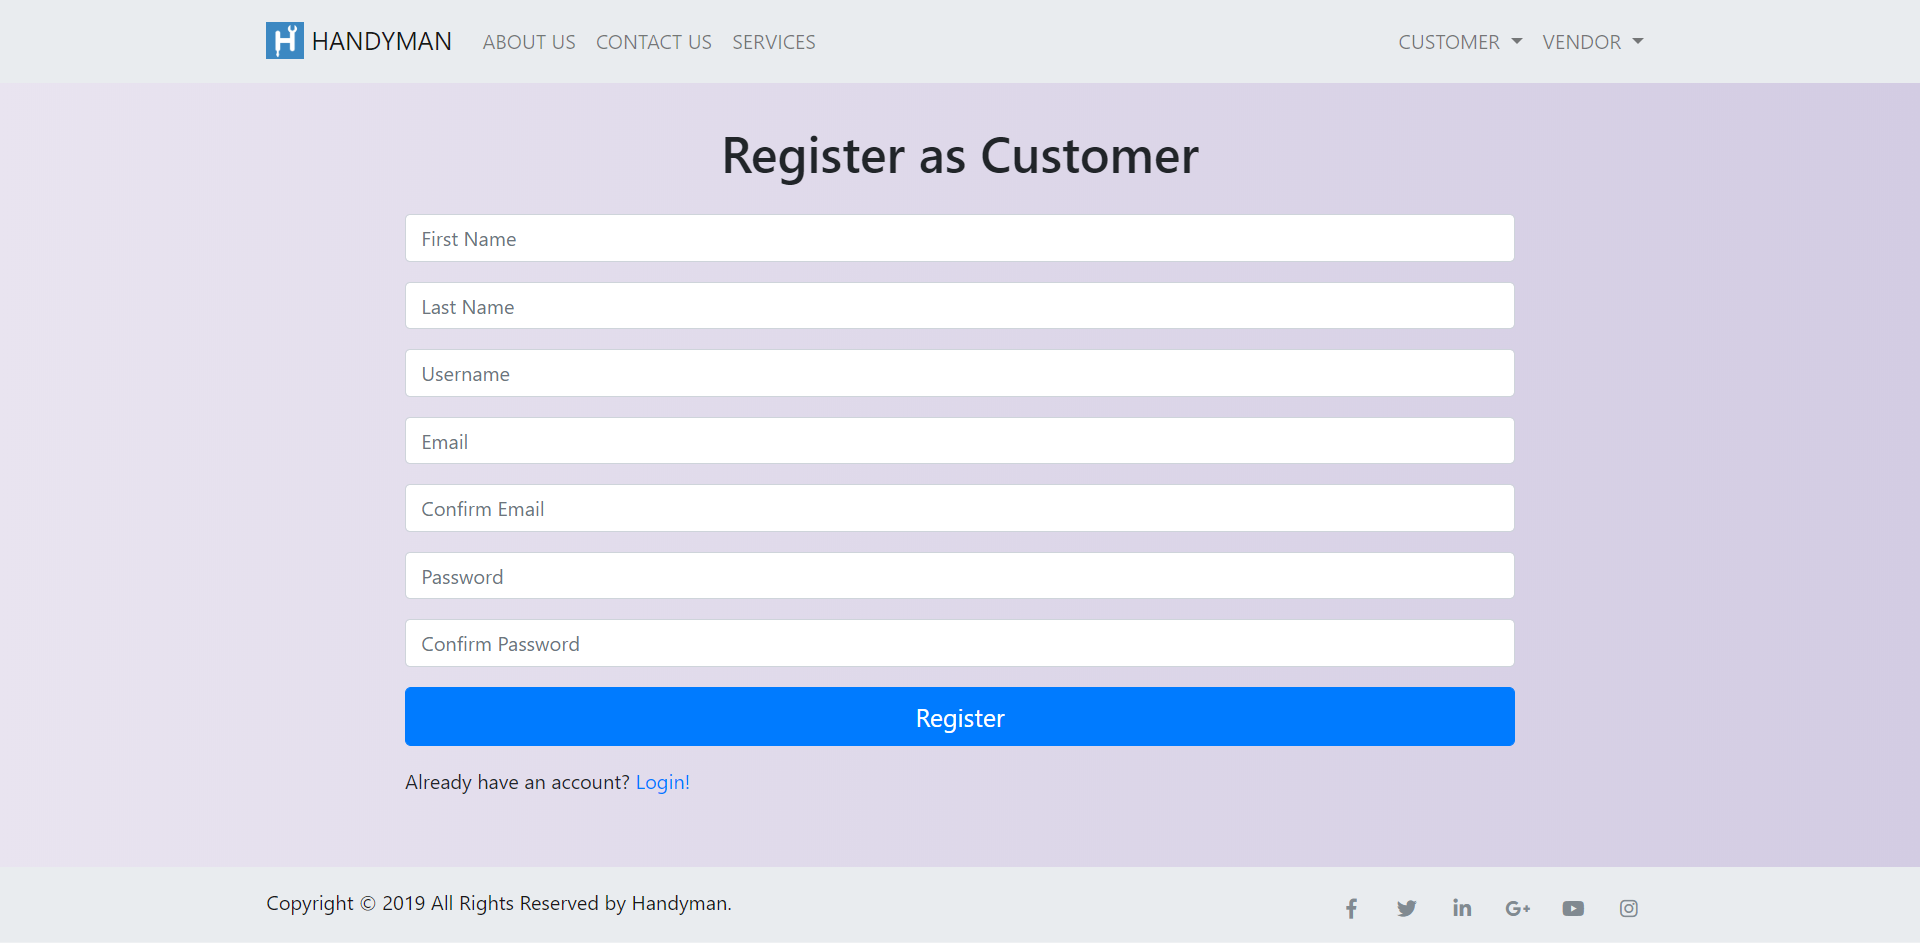 HANDYMAN ABOUT US CONTACT US SERVICES CUSTOMER VENDOR
Register as Customer
First Name
Last Name
Username
Email
Confirm Email
Password
Confirm Password
Register
Already have an account? Login!
Copyright © 2019 All Rights Reserved by Handyman.